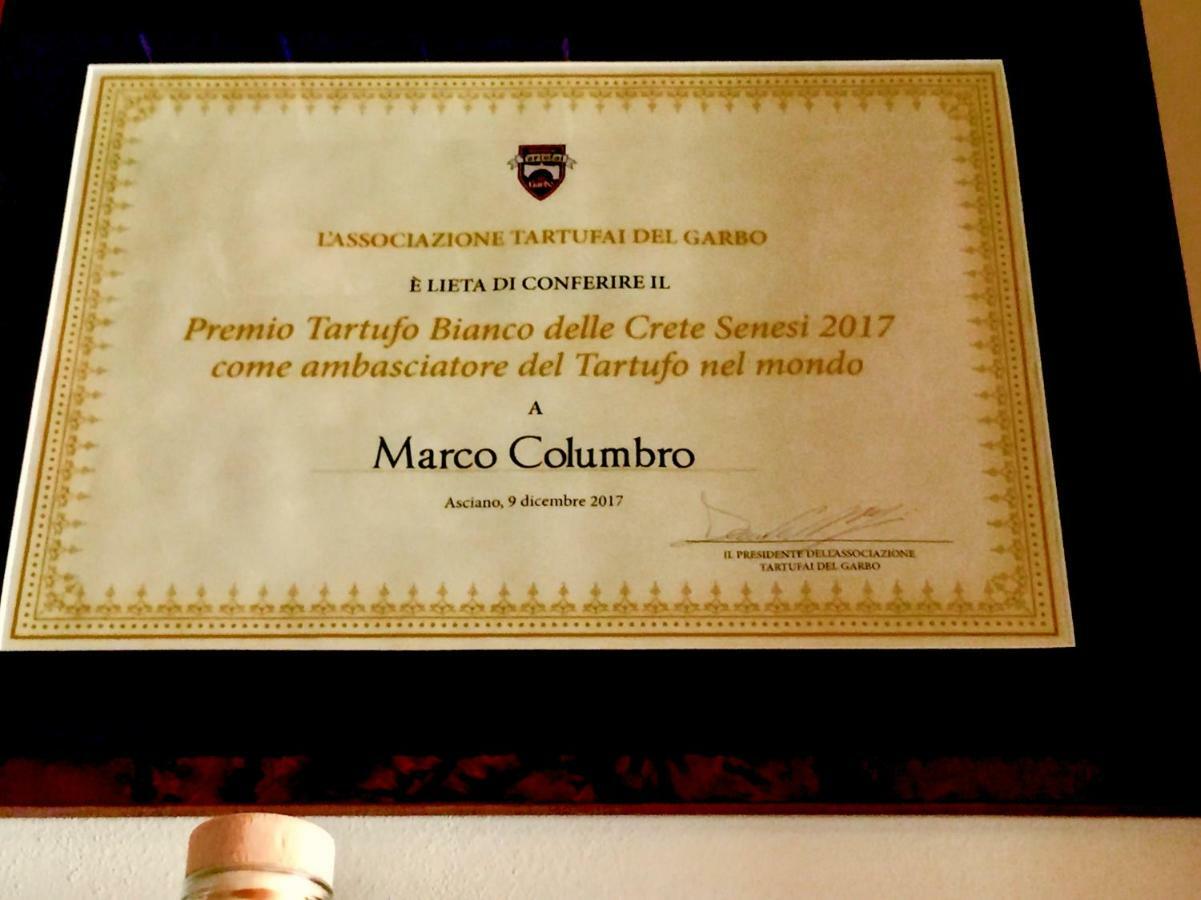 L'ASSOCIAZIONE TARTUFAI DEL GARBO
È LIETA DI CONFERIRE IL
Premio Tartufo Bianco delle Crete Senesi 2017
come ambasciatore del Tartufo nel mondo
A
Marco Columbro
Asciano, 9 dicembre 2017
IL PRESIDENTE DELL'ASSOCIAZIONE
TARTUFAI DEL GARBO